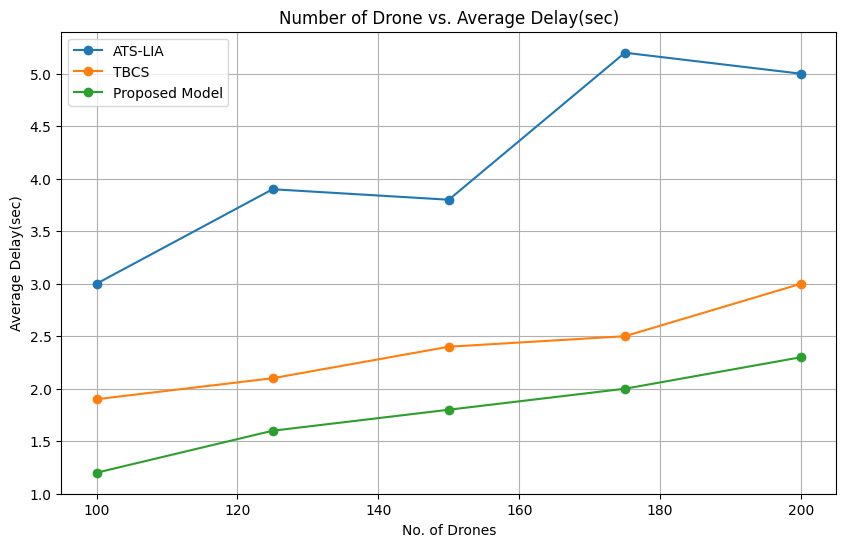 Number of Drone vs. Average Delay(sec)
ATS-LIA
TBCS
Proposed Model
Average Delay(sec)
5.0
4.5
4.0
3.5
3.0
2.5
2.0
1.5
1.0
100 120 140 160 180 200
No. of Drones